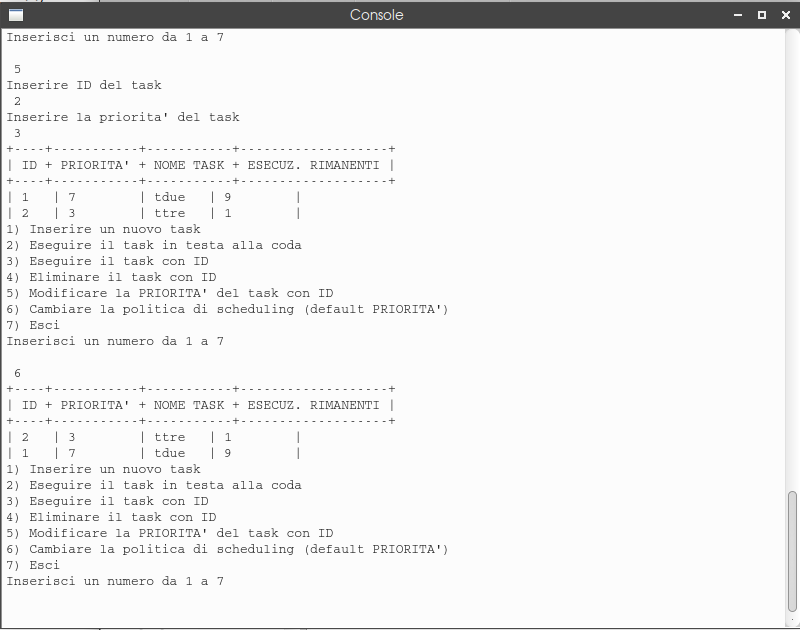 Console
Inserisci un numero da 1 a 7
5
Inserire ID del task
2
Inserire la priorita' del task
3
+----+-----------+-----------+-------------------+
| ID + PRIORITA' + NOME TASK + ESECUZ. RIMANENTI |
+----+-----------+-----------+-------------------+
| 1   | 7        | tdue   | 9        |
| 2   | 3        | ttre   | 1        |
1) Inserire un nuovo task
2) Eseguire il task in testa alla coda
3) Eseguire il task con ID
4) Eliminare il task con ID
5) Modificare la PRIORITA' del task con ID
6) Cambiare la politica di scheduling (default PRIORITA')
7) Esci
Inserisci un numero da 1 a 7
6
+----+-----------+-----------+-------------------+
| ID + PRIORITA' + NOME TASK + ESECUZ. RIMANENTI |
+----+-----------+-----------+-------------------+
| 2   | 3        | ttre   | 1        |
| 1   | 7        | tdue   | 9        |
1) Inserire un nuovo task
2) Eseguire il task in testa alla coda
3) Eseguire il task con ID
4) Eliminare il task con ID
5) Modificare la PRIORITA' del task con ID
6) Cambiare la politica di scheduling (default PRIORITA')
7) Esci
Inserisci un numero da 1 a 7